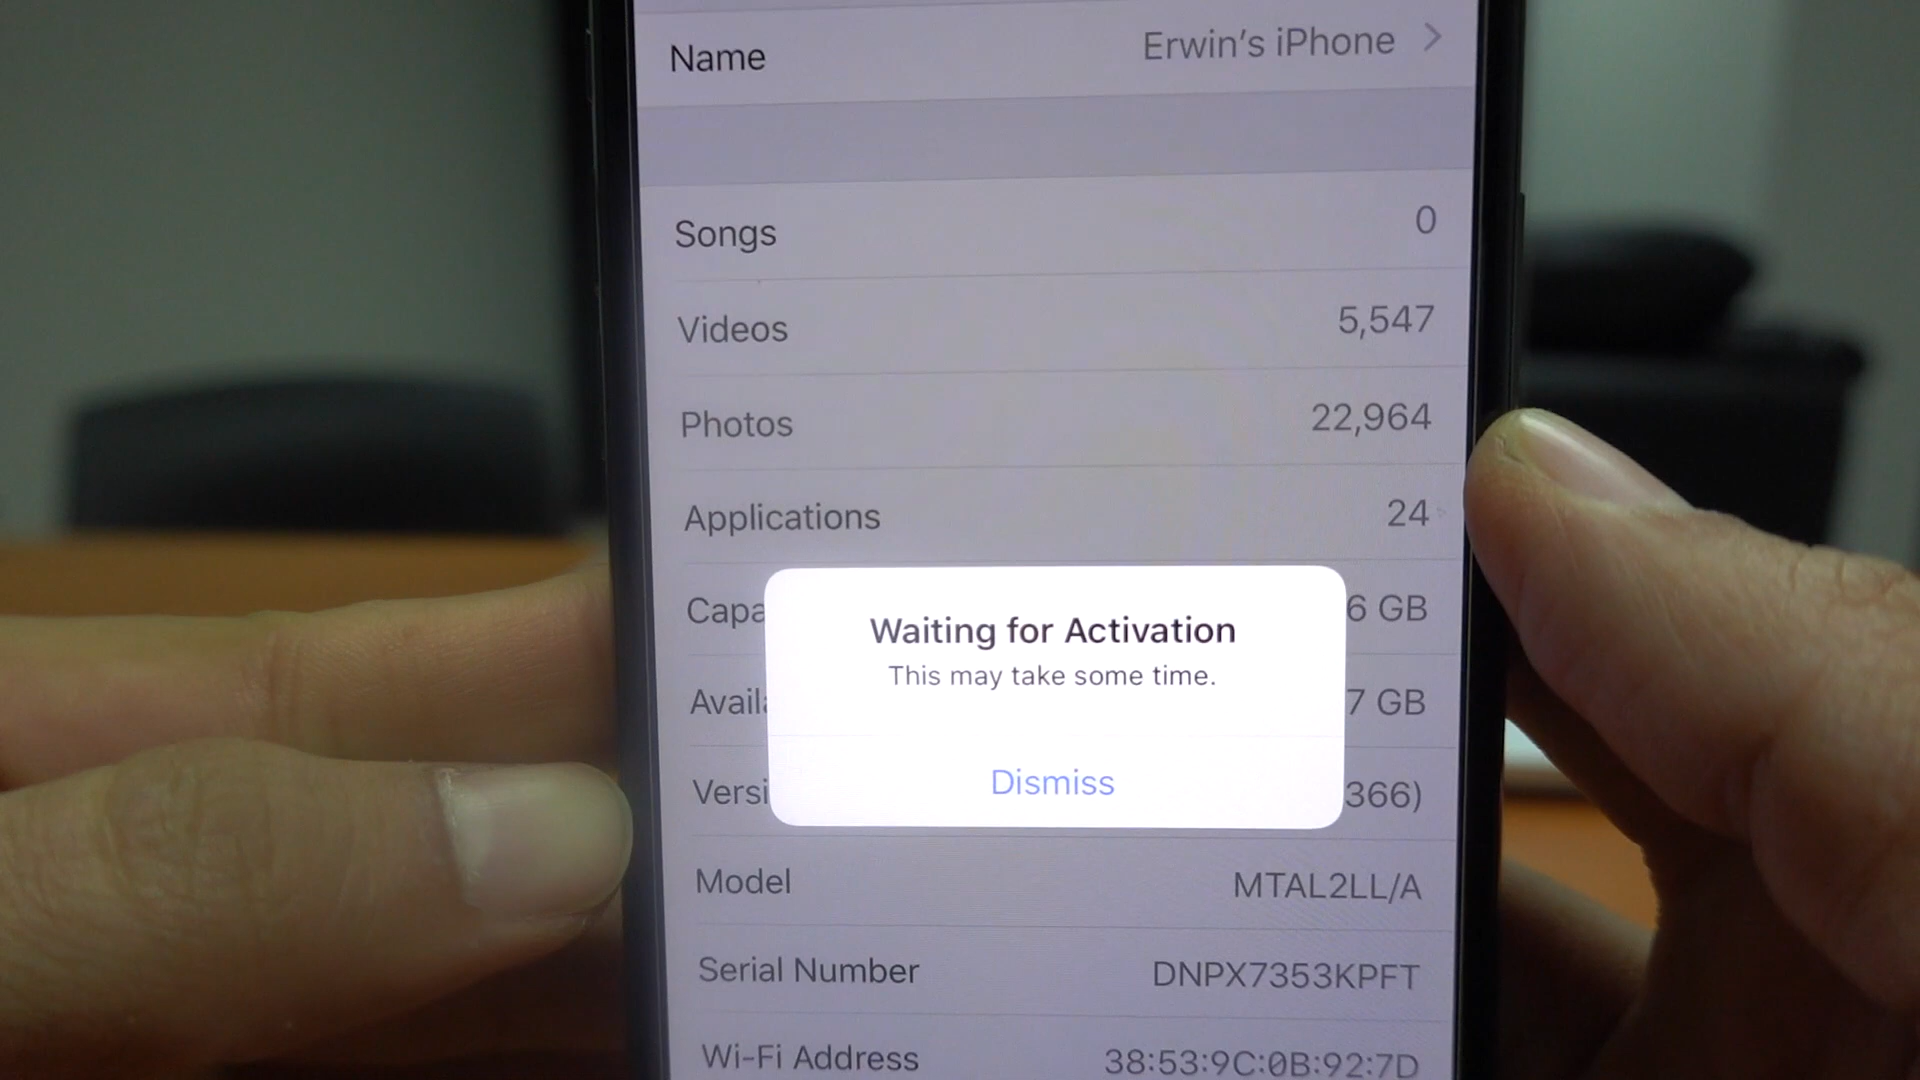 Name Erwin's iPhone
Songs 0
Videos 5,547
Photos 22,964
Applications 24
Capa 6 GB
Waiting for Activation
This may take some time.
Avail 7 GB
Dismiss
Versi 366)
Model MTAL2LL/A
Serial Number DNPX7353KPFT
Wi-Fi Address 38:53:9C:0B:92:7D